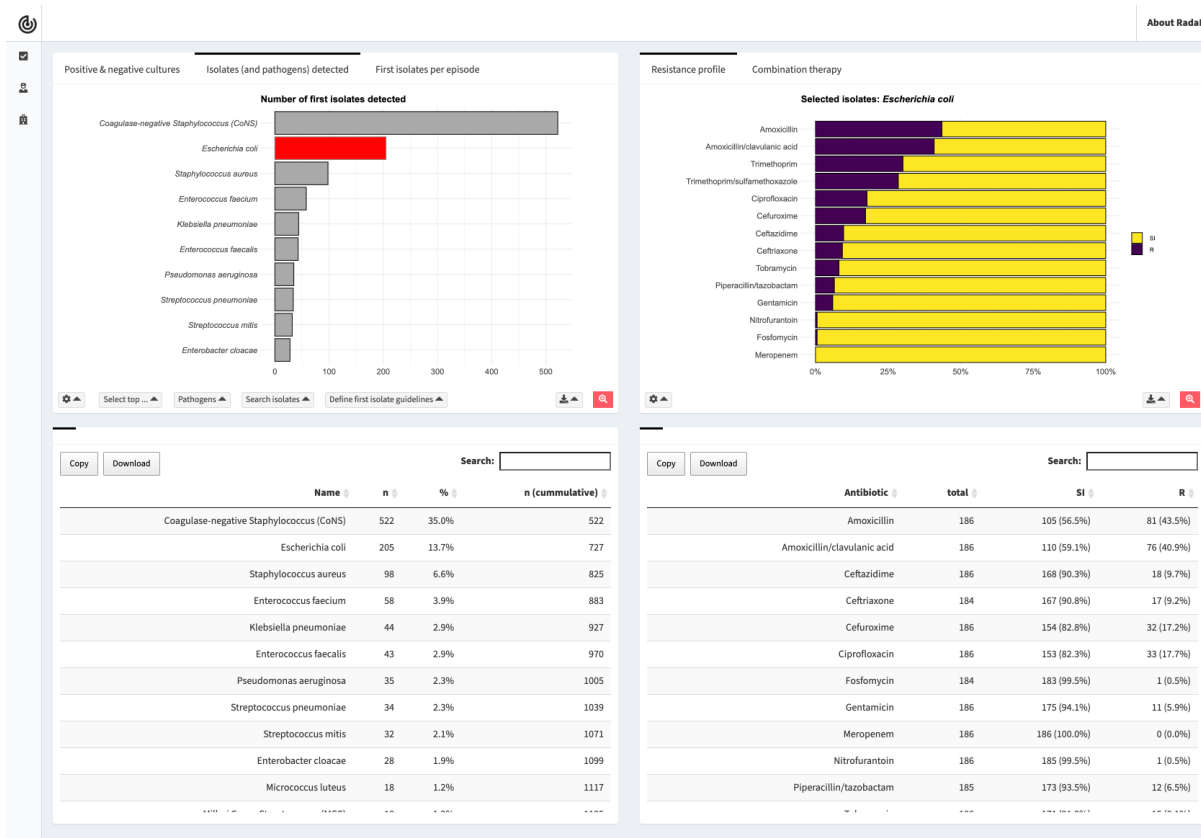 About Radal
Positive & negative cultures Isolates (and pathogens) detected First isolates per episode
Number of first isolates detected
Coagulase-negative Staphylococcus (CoNS)
Escherichia coli
Staphylococcus aureus
Enterococcus faecium
Klebsiella pneumoniae
Enterococcus faecalis
Pseudomonas aeruginosa
Streptococcus pneumoniae
Streptococcus mitis
Enterobacter cloacae
0 100 200 300 400 500
Select top ... Pathogens Search isolates Define first isolate guidelines
Resistance profile Combination therapy
Selected isolates: Escherichia coli
Amoxicillin
Amoxicillin/clavulanic acid
Trimethoprim
Trimethoprim/sulfamethoxazole
Ciprofloxacin
Cefuroxime
Ceftazidime
Ceftriaxone
Tobramycin
Piperacillin/tazobactam
Gentamicin
Nitrofurantoin
Fosfomycin
Meropenem
0% 25% 50% 75% 100%
SI
R
Copy Download Search:
Name n % n (cummulative)
Coagulase-negative Staphylococcus (CoNS) 522 35.0% 522
Escherichia coli 205 13.7% 727
Staphylococcus aureus 98 6.6% 825
Enterococcus faecium 58 3.9% 883
Klebsiella pneumoniae 44 2.9% 927
Enterococcus faecalis 43 2.9% 970
Pseudomonas aeruginosa 35 2.3% 1005
Streptococcus pneumoniae 34 2.3% 1039
Streptococcus mitis 32 2.1% 1071
Enterobacter cloacae 28 1.9% 1099
Micrococcus luteus 18 1.2% 1117
Copy Download Search:
Antibiotic total SI R
Amoxicillin 186 105 (56.5%) 81 (43.5%)
Amoxicillin/clavulanic acid 186 110 (59.1%) 76 (40.9%)
Ceftazidime 186 168 (90.3%) 18 (9.7%)
Ceftriaxone 184 167 (90.8%) 17 (9.2%)
Cefuroxime 186 154 (82.8%) 32 (17.2%)
Ciprofloxacin 186 153 (82.3%) 33 (17.7%)
Fosfomycin 184 183 (99.5%) 1 (0.5%)
Gentamicin 186 175 (94.1%) 11 (5.9%)
Meropenem 186 186 (100.0%) 0 (0.0%)
Nitrofurantoin 186 185 (99.5%) 1 (0.5%)
Piperacillin/tazobactam 185 173 (93.5%) 12 (6.5%)